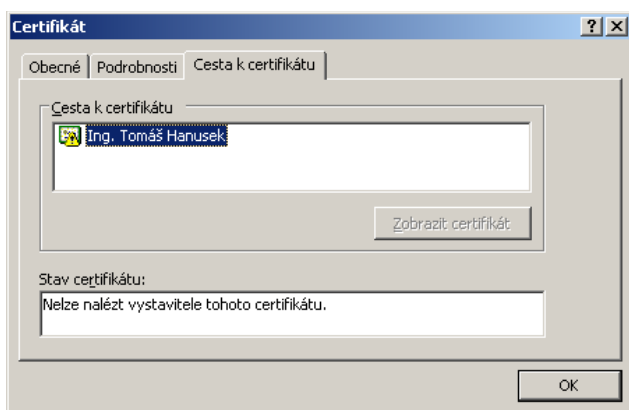 Certifikát
Obecné Podrobnosti Cesta k certifikátu
Cesta k certifikátu
Ing. Tomáš Hanusek
Zobrazit certifikát
Stav certifikátu:
Nelze nalézt vystavitele tohoto certifikátu.
OK